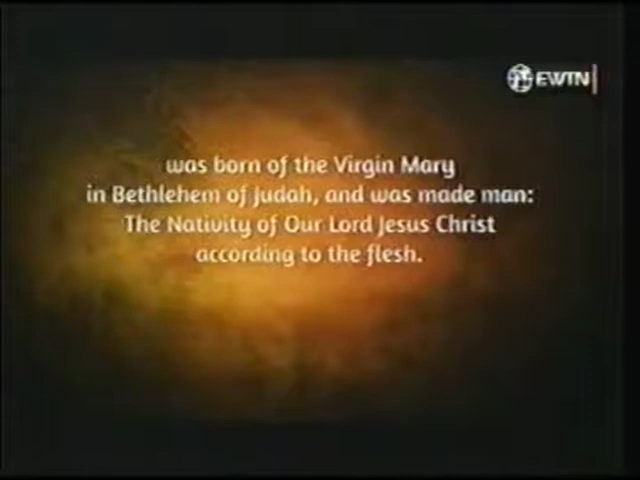 EWTN
was born of the Virgin Mary
in Bethlehem of Judah, and was made man:
The Nativity of Our Lord Jesus Christ
according to the flesh.